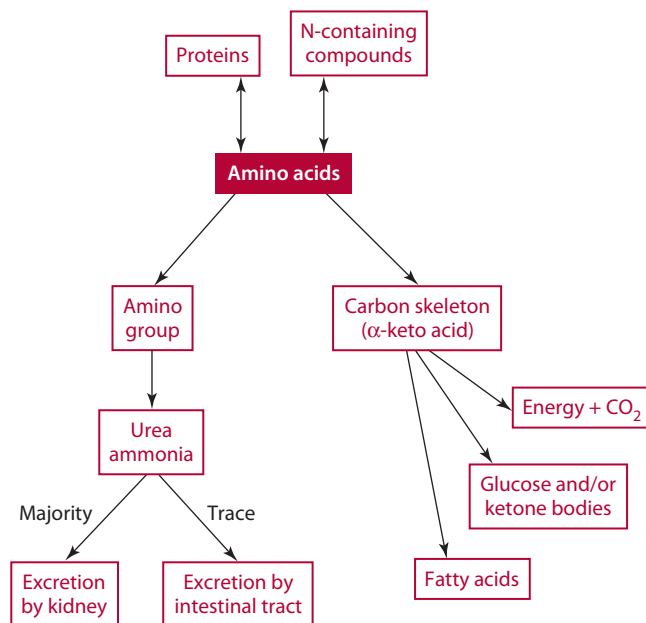 Proteins
N-containing
compounds
Amino acids
Amino
group
Carbon skeleton
(α-keto acid)
Energy + CO₂
Urea
ammonia
Glucose and/or
ketone bodies
Majority
Trace
Fatty acids
Excretion
by kidney
Excretion by
intestinal tract